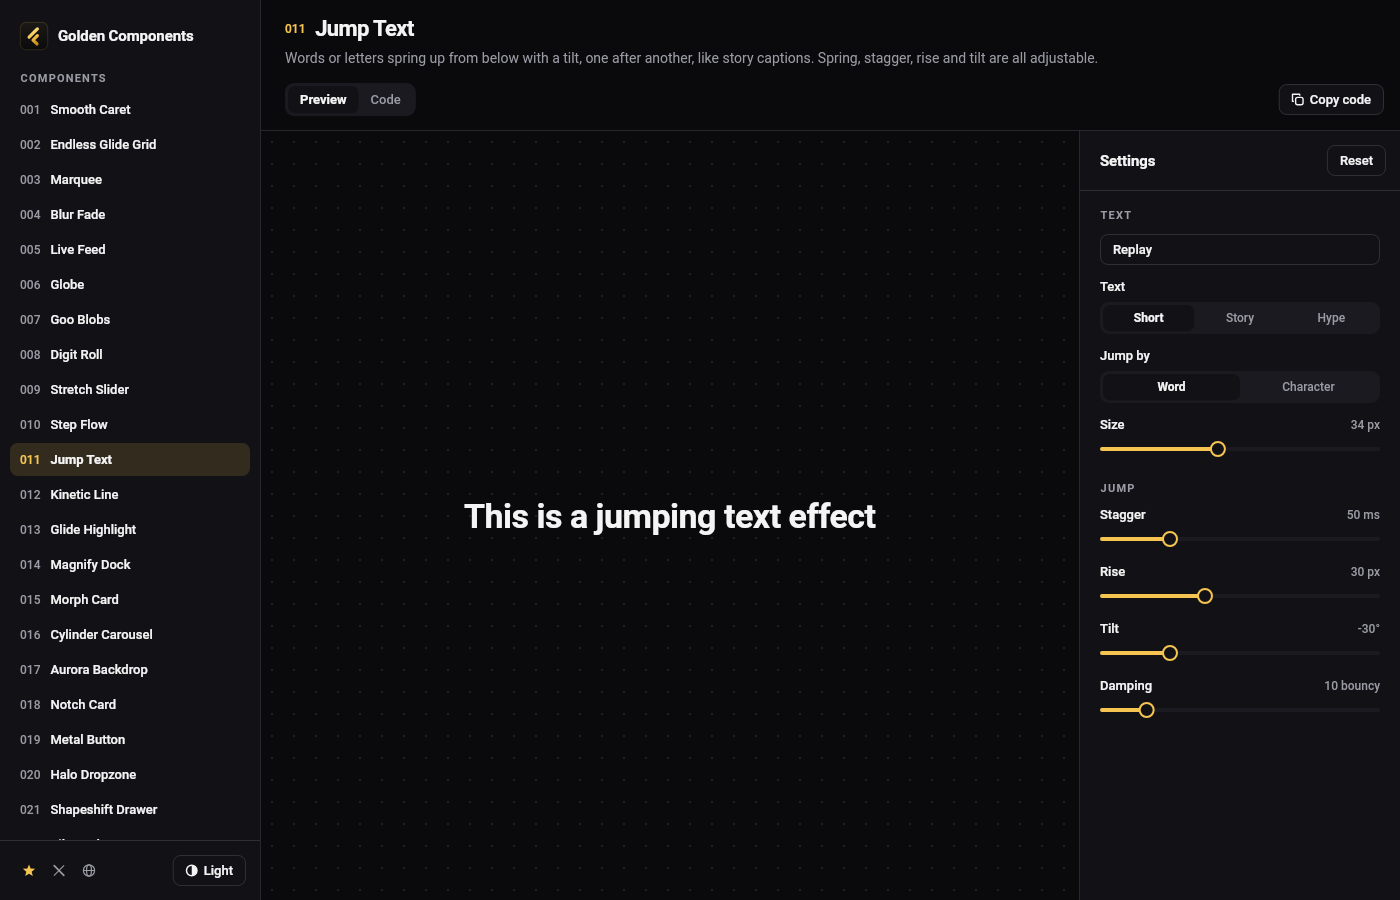 Golden Components
COMPONENTS
001 Smooth Caret
002 Endless Glide Grid
003 Marquee
004 Blur Fade
005 Live Feed
006 Globe
007 Goo Blobs
008 Digit Roll
009 Stretch Slider
010 Step Flow
011 Jump Text
012 Kinetic Line
013 Glide Highlight
014 Magnify Dock
015 Morph Card
016 Cylinder Carousel
017 Aurora Backdrop
018 Notch Card
019 Metal Button
020 Halo Dropzone
021 Shapeshift Drawer
Light
011 Jump Text
Words or letters spring up from below with a tilt, one after another, like story captions. Spring, stagger, rise and tilt are all adjustable.
Preview Code
Copy code
This is a jumping text effect
Settings Reset
TEXT
Replay
Text
Short Story Hype
Jump by
Word Character
Size 34 px
JUMP
Stagger 50 ms
Rise 30 px
Tilt -30°
Damping 10 bouncy